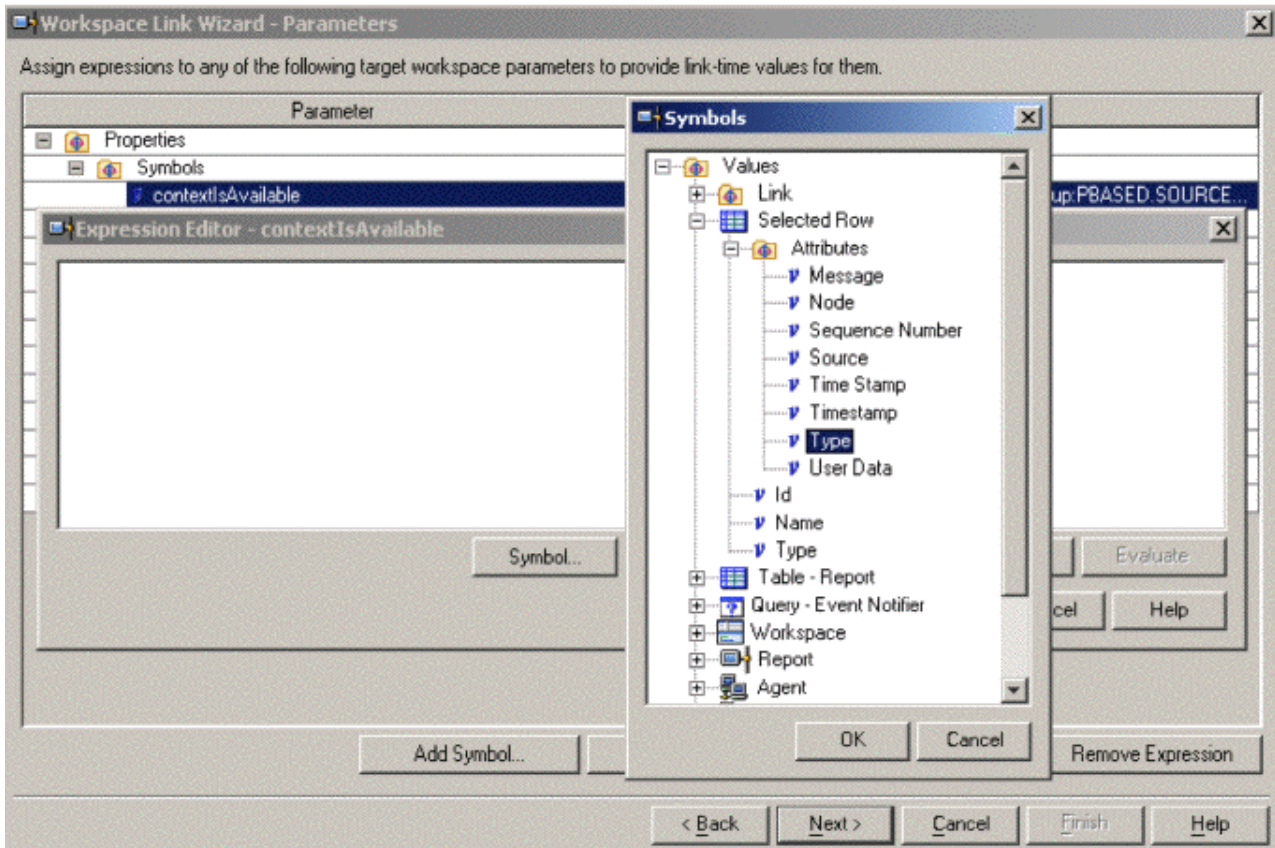 Workspace Link Wizard - Parameters
Assign expressions to any of the following target workspace parameters to provide link-time values for them.
Parameter
Properties
Symbols
contextIsAvailable
up:PBASED.SOURCE...
Expression Editor - contextIsAvailable
Symbol...
Evaluate
Help
Symbols
Values
Link
Selected Row
Attributes
Message
Node
Sequence Number
Source
Time Stamp
Timestamp
Type
User Data
Id
Name
Type
Table - Report
Query - Event Notifier
Workspace
Report
Agent
OK Cancel
Add Symbol... Remove Expression
< Back Next > Cancel Finish Help